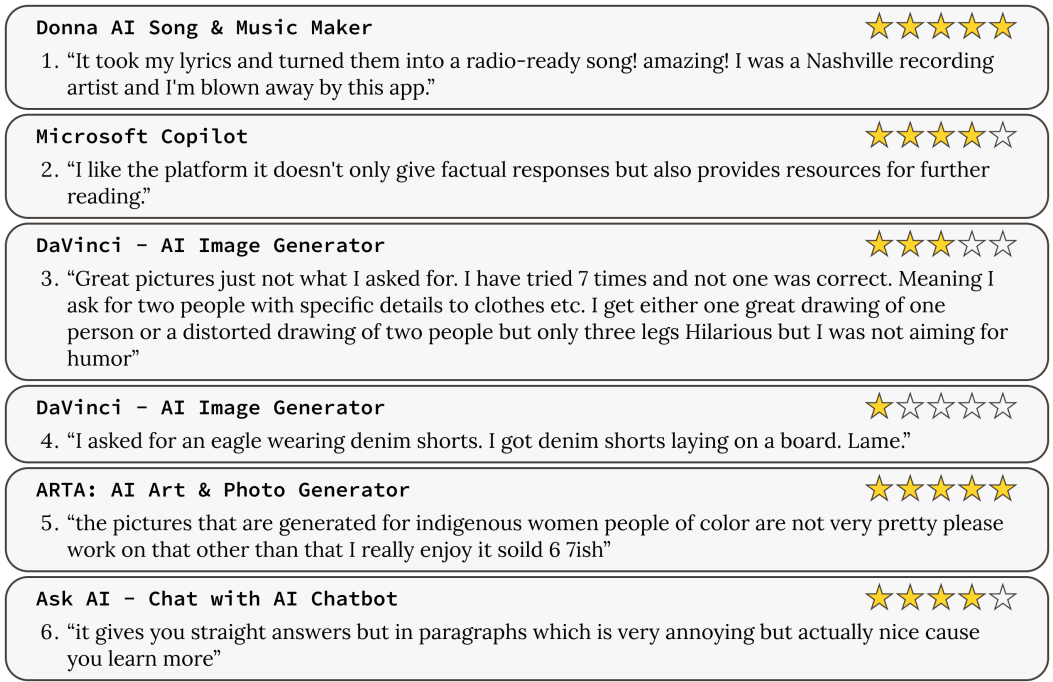 Donna AI Song & Music Maker
1. “It took my lyrics and turned them into a radio-ready song! amazing! I was a Nashville recording
artist and I'm blown away by this app.”
Microsoft Copilot
2. “I like the platform it doesn't only give factual responses but also provides resources for further
reading.”
DaVinci - AI Image Generator
3. “Great pictures just not what I asked for. I have tried 7 times and not one was correct. Meaning I
ask for two people with specific details to clothes etc. I get either one great drawing of one
person or a distorted drawing of two people but only three legs Hilarious but I was not aiming for
humor”
DaVinci - AI Image Generator
4. “I asked for an eagle wearing denim shorts. I got denim shorts laying on a board. Lame.”
ARTA: AI Art & Photo Generator
5. “the pictures that are generated for indigenous women people of color are not very pretty please
work on that other than that I really enjoy it soild 6 7ish”
Ask AI - Chat with AI Chatbot
6. “it gives you straight answers but in paragraphs which is very annoying but actually nice cause
you learn more”